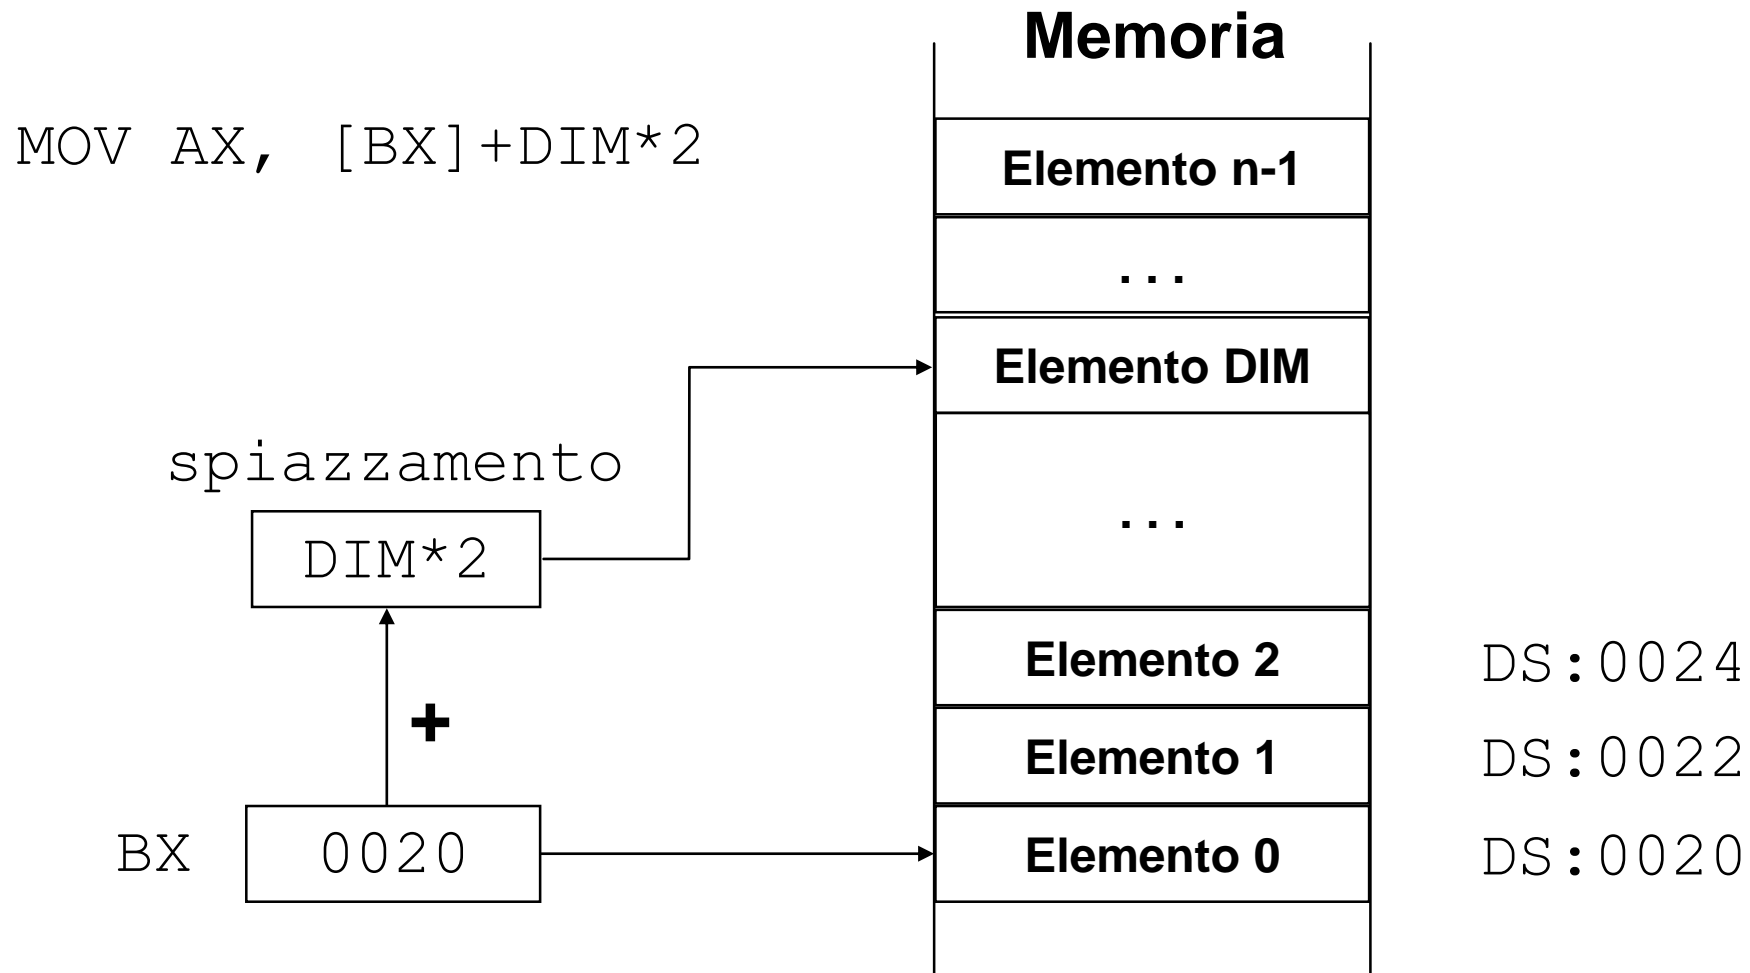 Memoria
MOV AX, [BX]+DIM*2
Elemento n-1
...
Elemento DIM
spiazzamento
...
DIM*2
Elemento 2 DS:0024
+
Elemento 1 DS:0022
BX 0020 Elemento 0 DS:0020